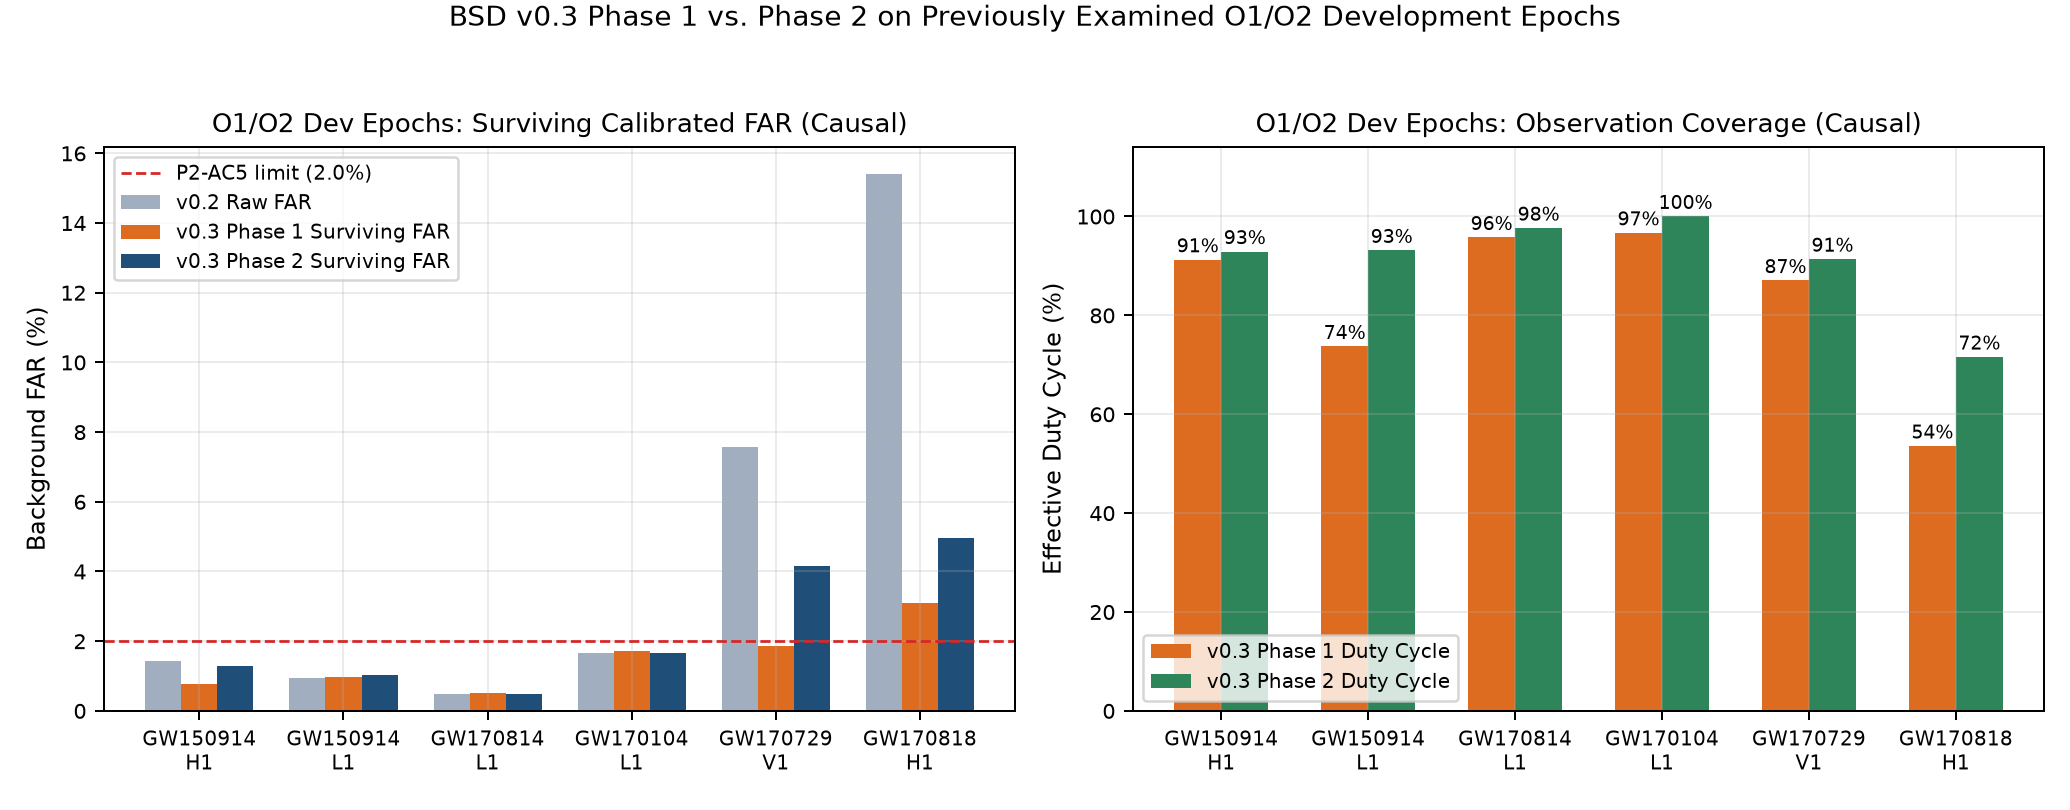 BSD v0.3 Phase 1 vs. Phase 2 on Previously Examined O1/O2 Development Epochs
O1/O2 Dev Epochs: Surviving Calibrated FAR (Causal)
Background FAR (%)
16
14
12
10
8
6
4
2
0
P2-AC5 limit (2.0%)
v0.2 Raw FAR
v0.3 Phase 1 Surviving FAR
v0.3 Phase 2 Surviving FAR
GW150914
H1
GW150914
L1
GW170814
L1
GW170104
L1
GW170729
V1
GW170818
H1
O1/O2 Dev Epochs: Observation Coverage (Causal)
Effective Duty Cycle (%)
100
80
60
40
20
0
91%
93%
74%
93%
96%
98%
97%
100%
87%
91%
54%
72%
v0.3 Phase 1 Duty Cycle
v0.3 Phase 2 Duty Cycle
GW150914
H1
GW150914
L1
GW170814
L1
GW170104
L1
GW170729
V1
GW170818
H1